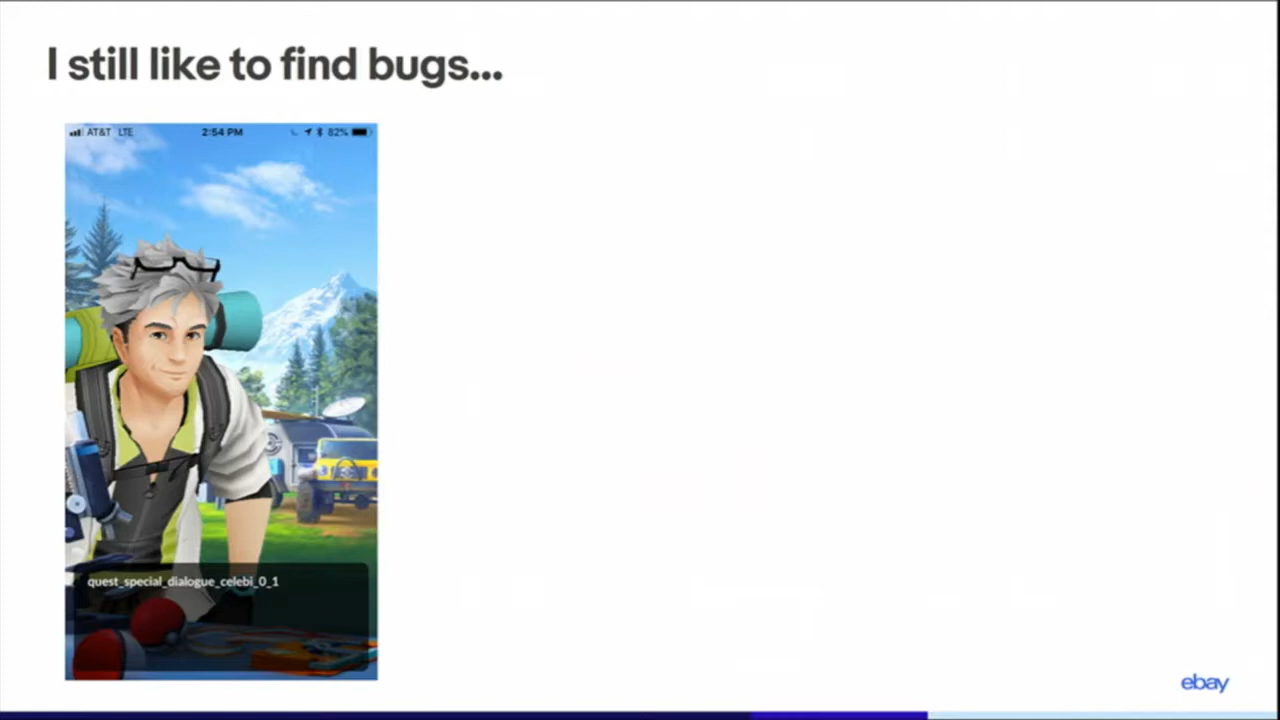 I still like to find bugs...
AT&T LTE 2:54 PM 82%
quest_special_dialogue_celebi_0_1
ebay